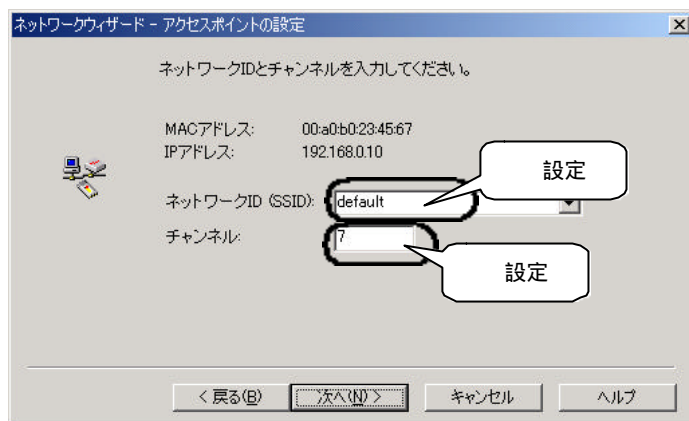 ネットワークウィザード - アクセスポイントの設定
ネットワークIDとチャンネルを入力してください。
MACアドレス: 00:a0:b0:23:45:67
IPアドレス: 192.168.0.10
設定
ネットワークID (SSID): default
チャンネル: 7
設定
< 戻る(B) 次へ(N) > キャンセル ヘルプ